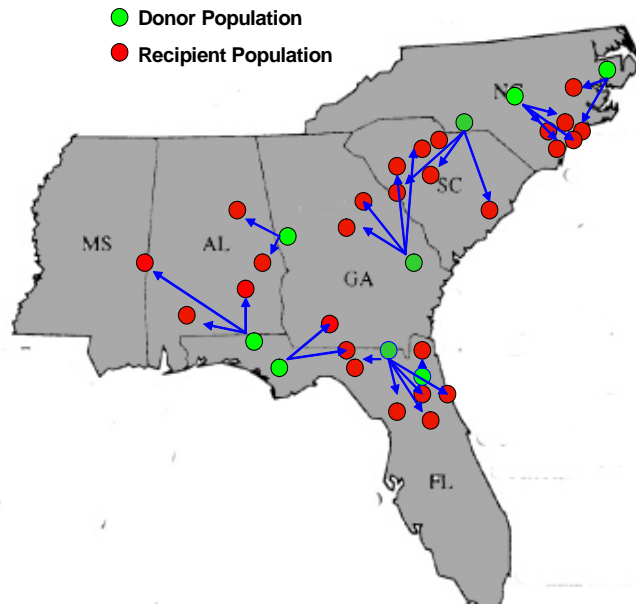 Donor Population
Recipient Population
NC
SC
MS
AL
GA
FL